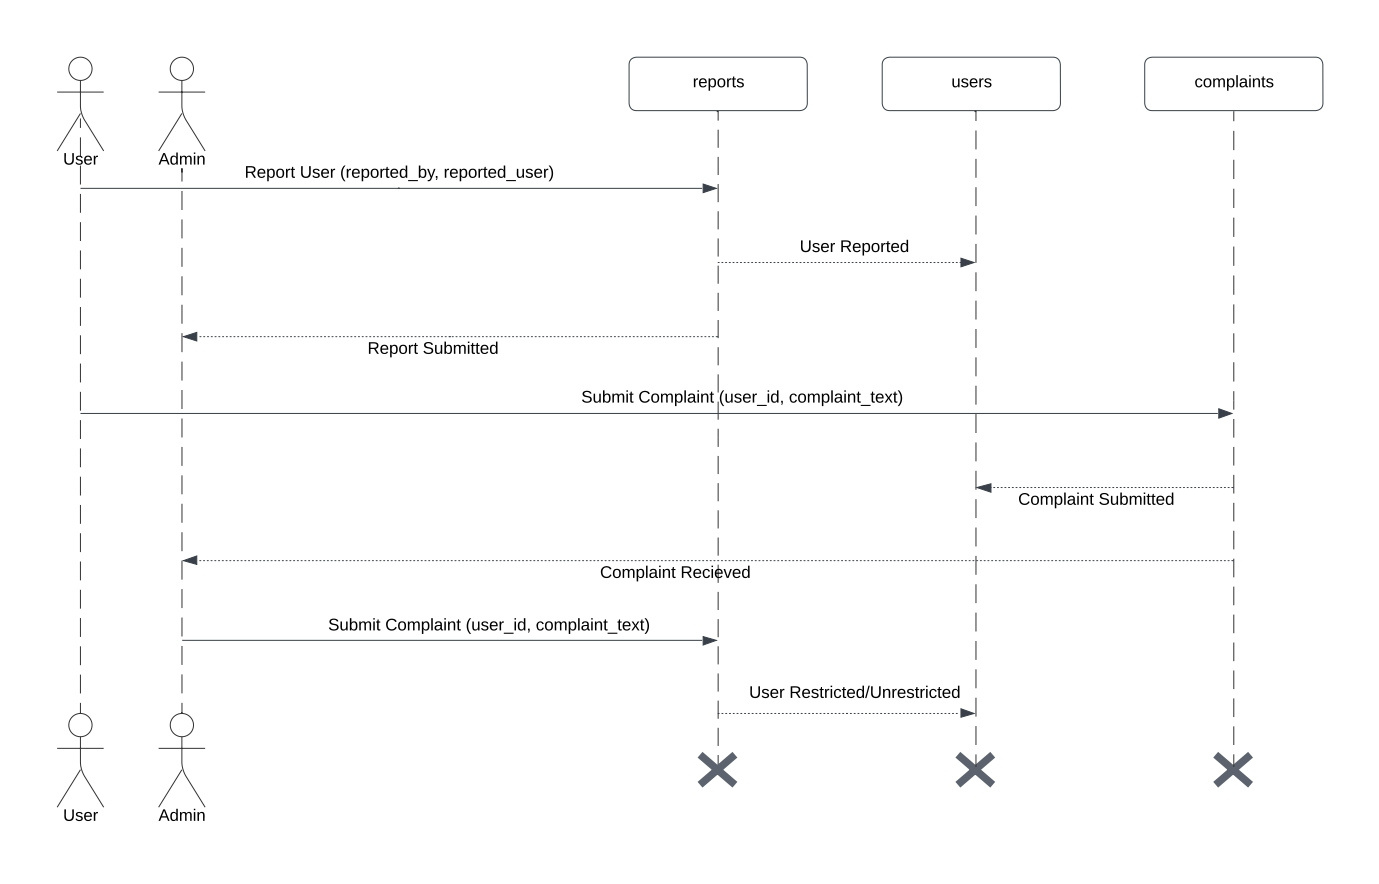 reports
users
complaints
User
Admin
Report User (reported_by, reported_user)
User Reported
Report Submitted
Submit Complaint (user_id, complaint_text)
Complaint Submitted
Complaint Recieved
Submit Complaint (user_id, complaint_text)
User Restricted/Unrestricted
User
Admin